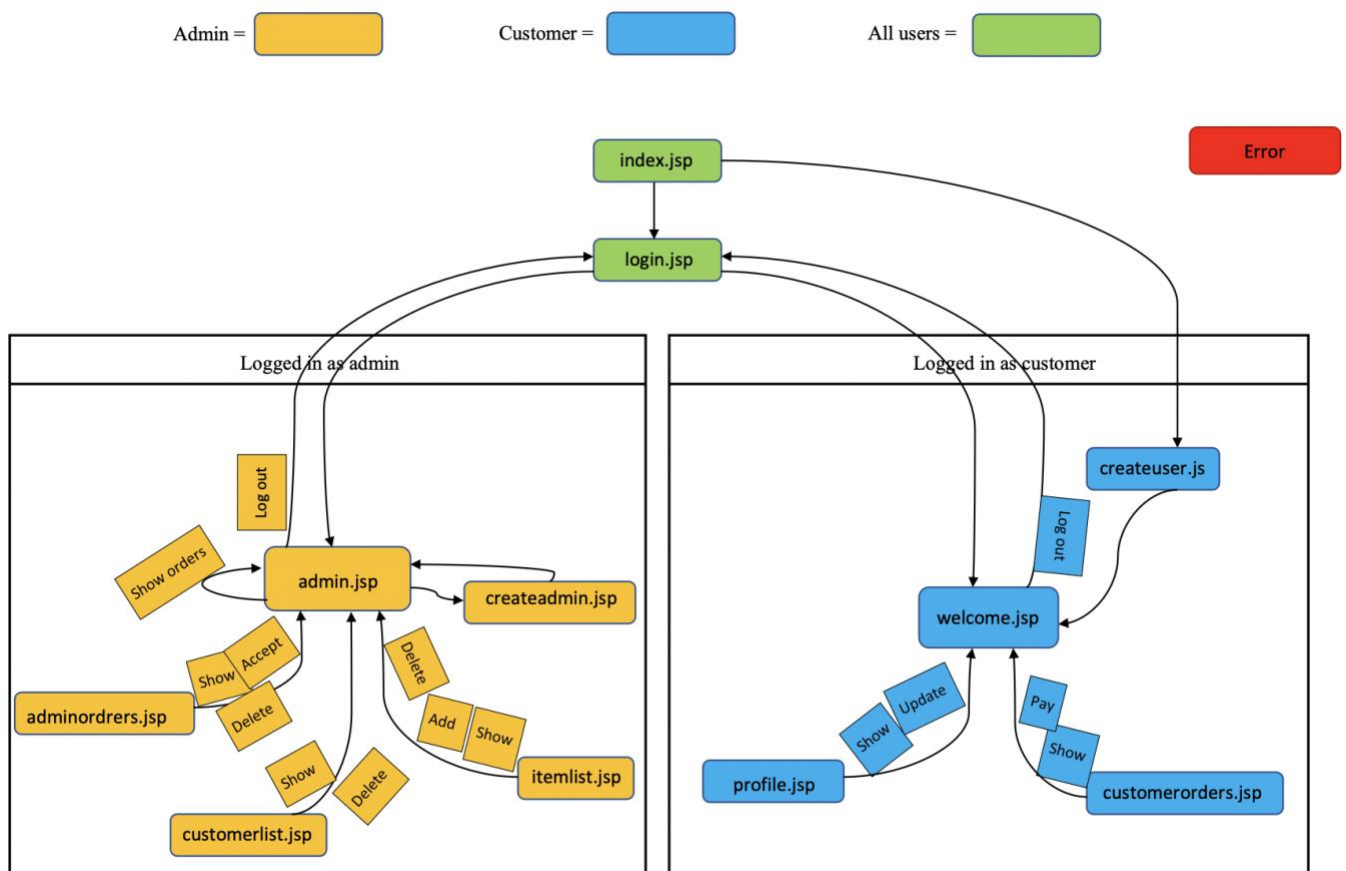 Admin =
Customer =
All users =
Error
index.jsp
login.jsp
Logged in as admin
Logged in as customer
Log out
createuser.js
Log out
Show orders
admin.jsp
createadmin.jsp
welcome.jsp
Show
Accept
Delete
adminordrers.jsp
Delete
Add
Show
itemlist.jsp
Show
Delete
customerlist.jsp
Show
Update
profile.jsp
Pay
Show
customerorders.jsp